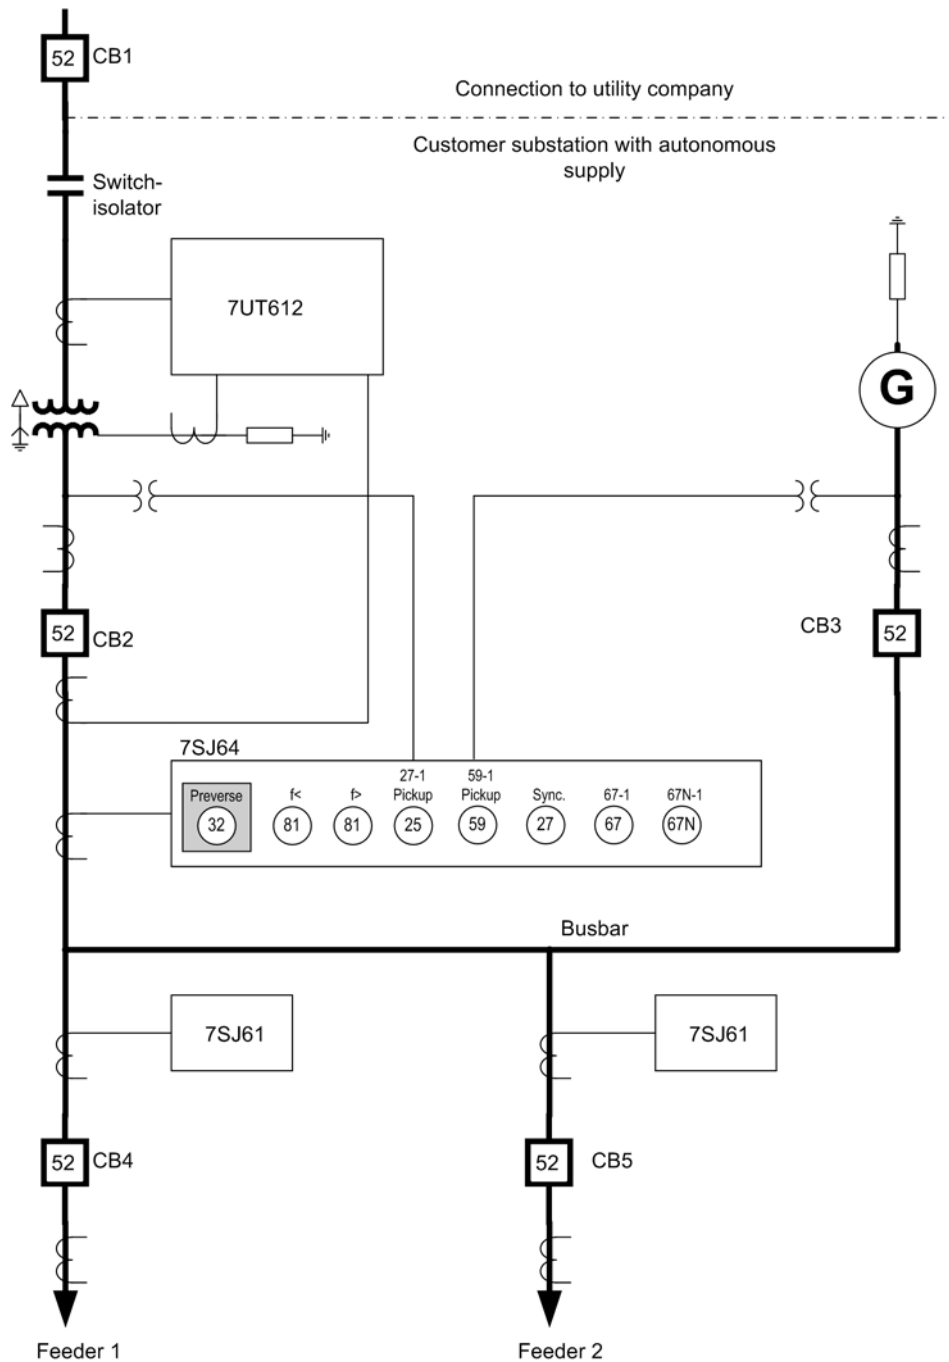 52 CB1
Connection to utility company
Customer substation with autonomous
supply
Switch-
isolator
7UT612
G
52 CB2
CB3 52
7SJ64
27-1 59-1
Preverse f< f> Pickup Pickup Sync. 67-1 67N-1
32 81 81 25 59 27 67 67N
Busbar
7SJ61 7SJ61
52 CB4 52 CB5
Feeder 1 Feeder 2